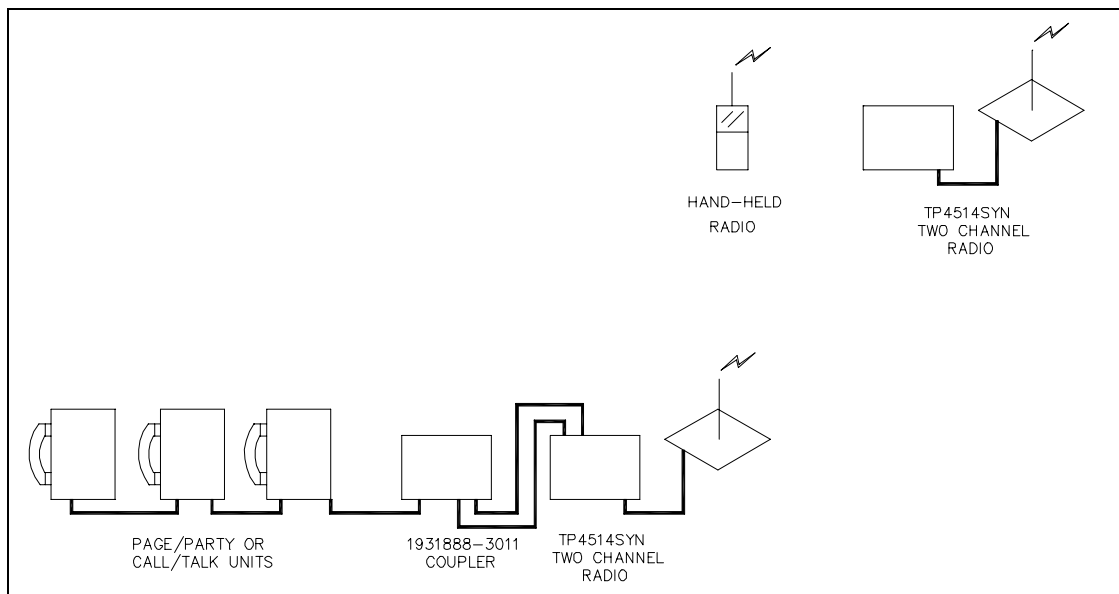 HAND-HELD
RADIO
TP4514SYN
TWO CHANNEL
RADIO
PAGE/PARTY OR
CALL/TALK UNITS
1931888-3011
COUPLER
TP4514SYN
TWO CHANNEL
RADIO